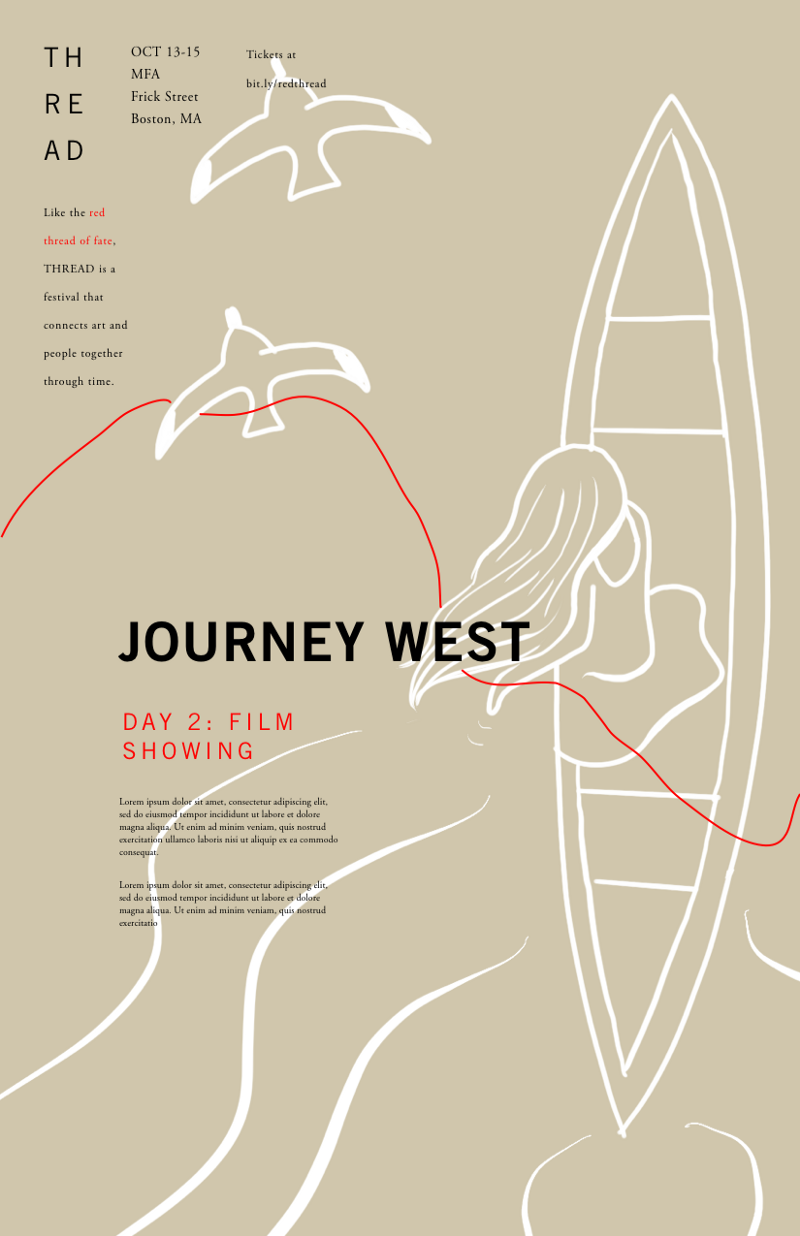 TH
RE
AD
OCT 13-15
MFA
Frick Street
Boston, MA
Tickets at
bit.ly/redthread
Like the red
thread of fate,
THREAD is a
festival that
connects art and
people together
through time.
JOURNEY WEST
DAY 2: FILM
SHOWING
Lorem ipsum dolor sit amet, consectetur adipiscing elit,
sed do eiusmod tempor incididunt ut labore et dolore
magna aliqua. Ut enim ad minim veniam, quis nostrud
exercitation ullamco laboris nisi ut aliquip ex ea commodo
consequat.
Lorem ipsum dolor sit amet, consectetur adipiscing elit,
sed do eiusmod tempor incididunt ut labore et dolore
magna aliqua. Ut enim ad minim veniam, quis nostrud
exercitatio